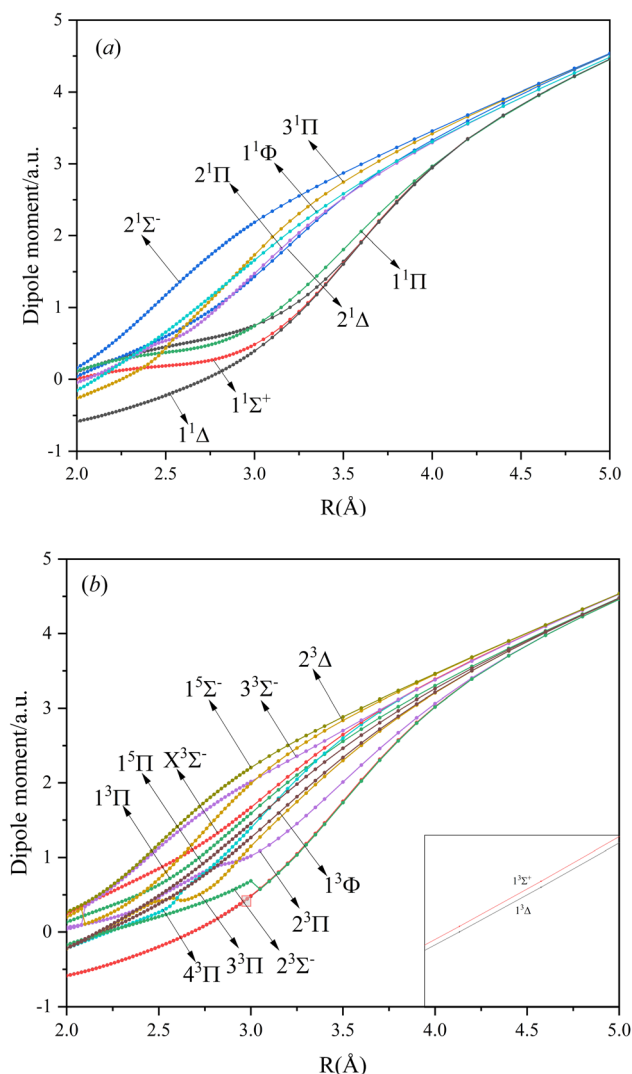 (a)
5
4
3
2
1
0
-1
Dipole moment/a.u.
3¹Π
1¹Φ
2¹Π
2¹Σ⁻
1¹Π
2¹Δ
1¹Σ⁺
1¹Δ
2.0 2.5 3.0 3.5 4.0 4.5 5.0
R(Å)
(b)
5
4
3
2
1
0
-1
Dipole moment/a.u.
2³Δ
3³Σ⁻
1⁵Σ⁻
X³Σ⁻
1⁵Π
1³Π
1³Φ
2³Π
2³Σ⁻
3³Π
4³Π
1³Σ⁺
1³Δ
2.0 2.5 3.0 3.5 4.0 4.5 5.0
R(Å)